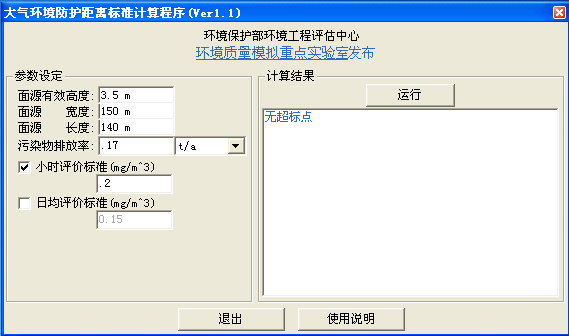 大气环境防护距离标准计算程序(Ver1.1)
环境保护部环境工程评估中心
环境质量模拟重点实验室发布
参数设定
面源有效高度: 3.5 m
面源 宽度: 150 m
面源 长度: 140 m
污染物排放率: .17 t/a
小时评价标准(mg/m^3)
.2
日均评价标准(mg/m^3)
0.15
计算结果
运行
无超标点
退出 使用说明